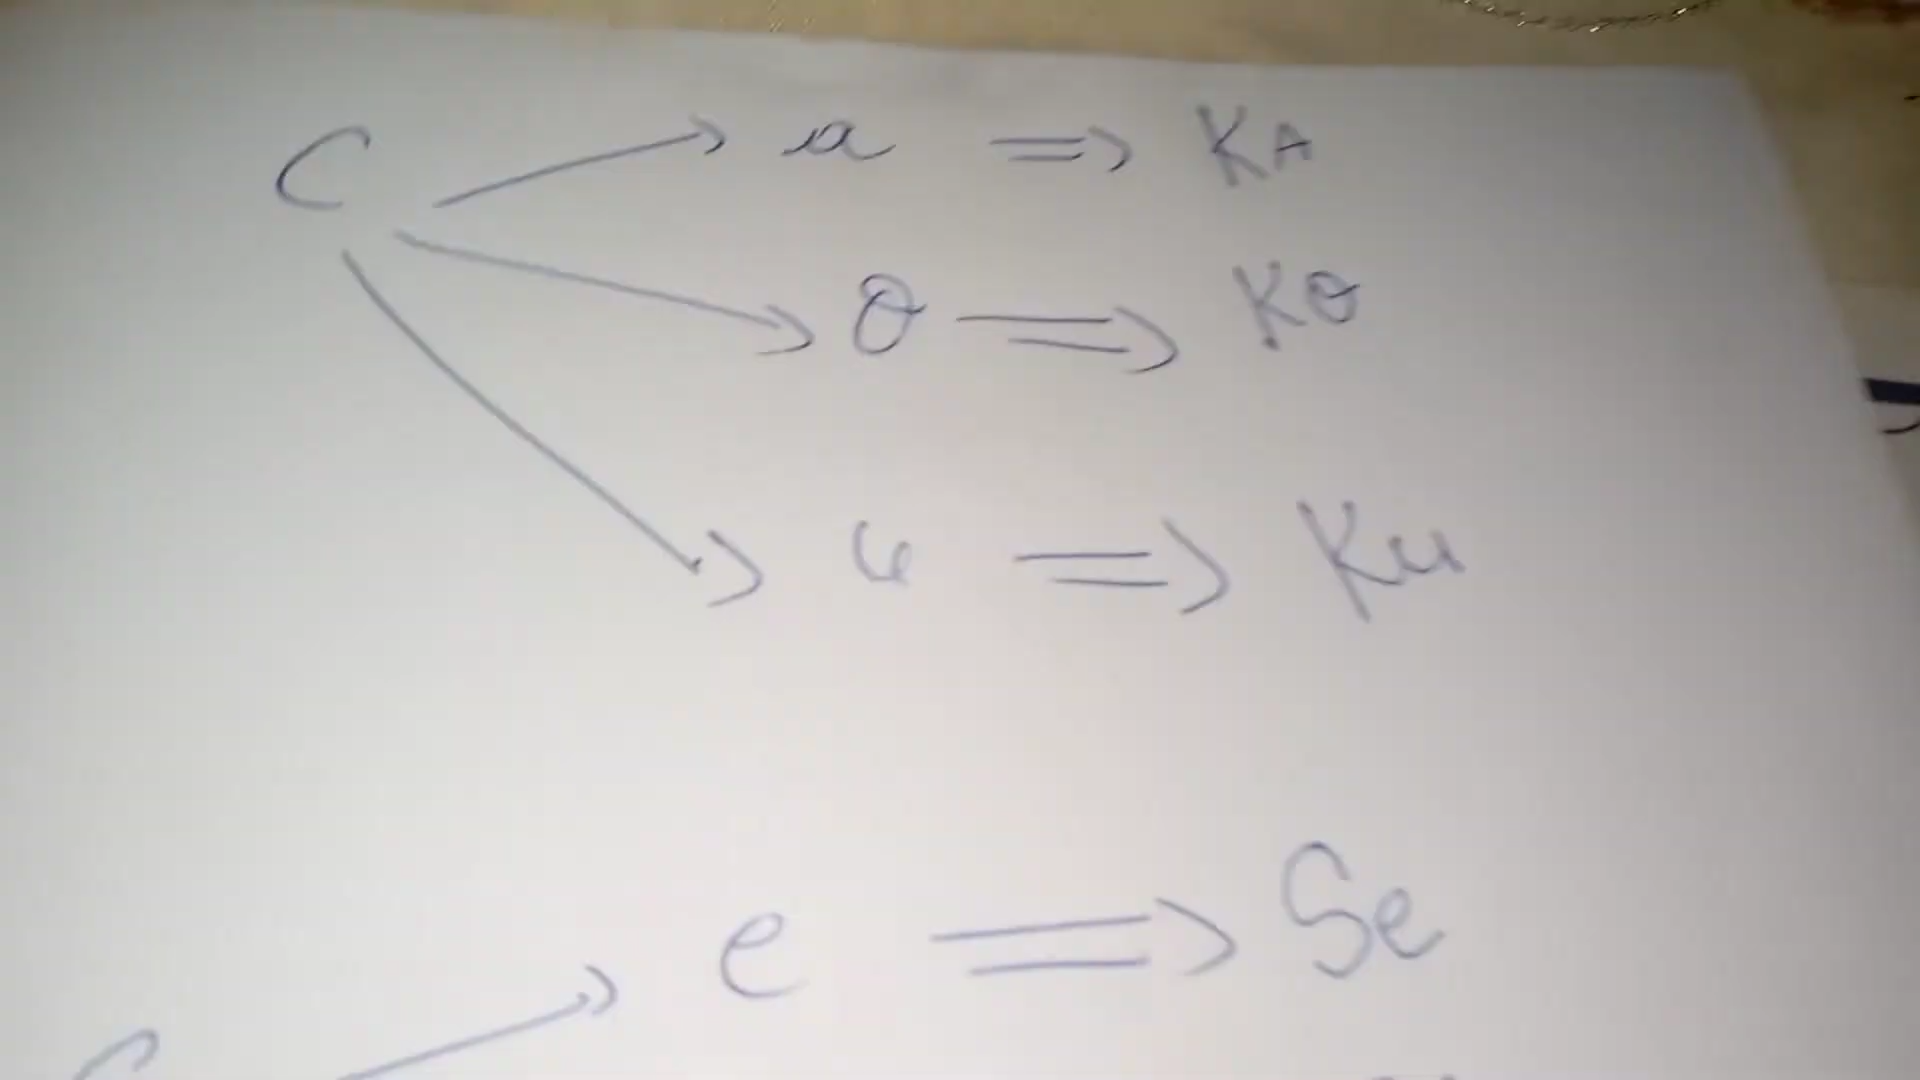 C → a ⇒ KA
→ o ⇒ Ko
→ u ⇒ Ku
C → e ⇒ Se